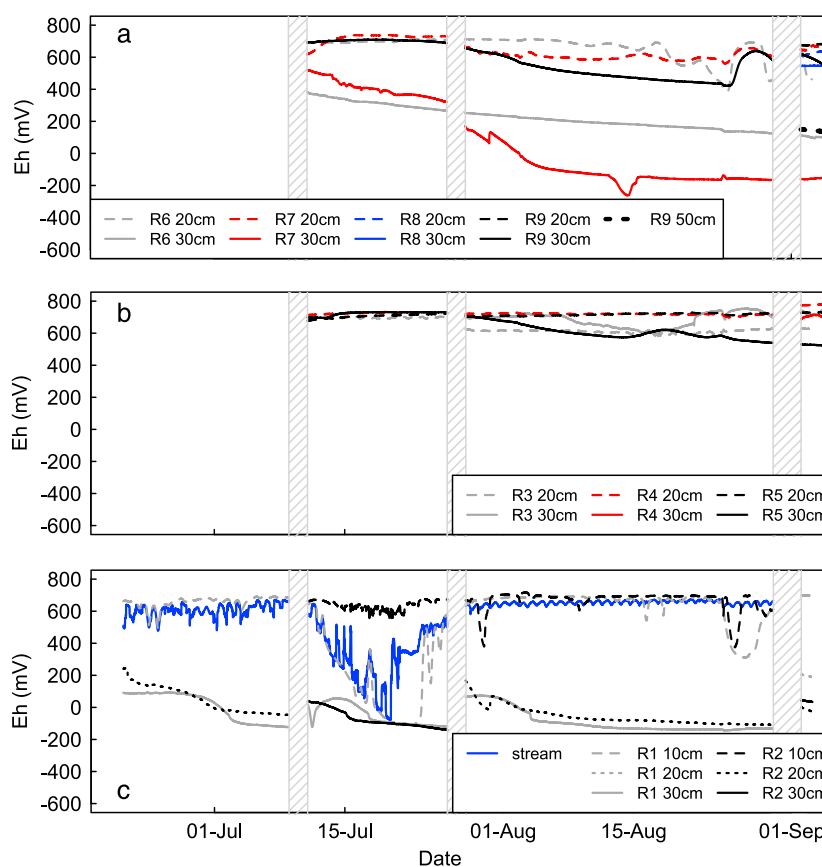 a
800
600
400
200
0
-200
-400
-600
Eh (mV)
R6 20cm R7 20cm R8 20cm R9 20cm R9 50cm
R6 30cm R7 30cm R8 30cm R9 30cm
b
800
600
400
200
0
-200
-400
-600
Eh (mV)
R3 20cm R4 20cm R5 20cm
R3 30cm R4 30cm R5 30cm
c
800
600
400
200
0
-200
-400
-600
Eh (mV)
stream R1 10cm R2 10cm
R1 20cm R2 20cm
R1 30cm R2 30cm
01-Jul 15-Jul 01-Aug 15-Aug 01-Sep
Date